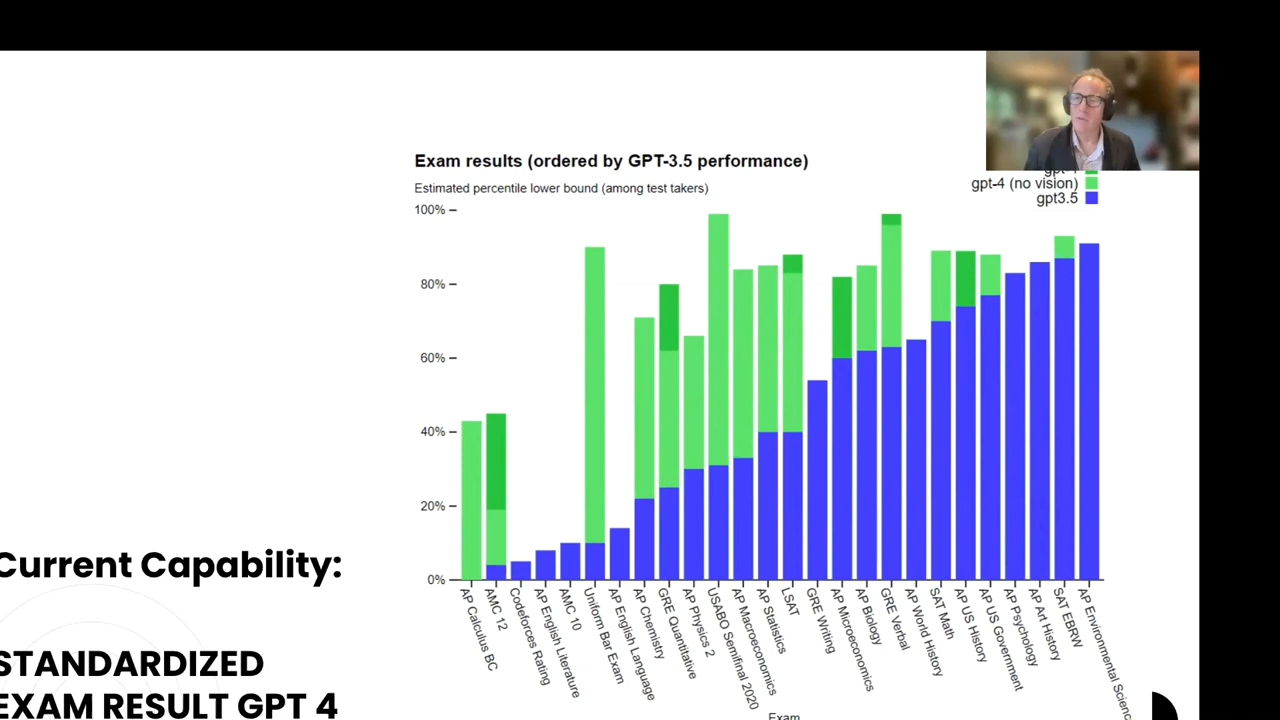 Exam results (ordered by GPT-3.5 performance)
Estimated percentile lower bound (among test takers)
gpt-4 (no vision)
gpt3.5
100%
80%
60%
40%
20%
0%
AP Calculus BC
AMC 12
Codeforces Rating
AP English Literature
AMC 10
Uniform Bar Exam
AP English Language
AP Chemistry
GRE Quantitative
AP Physics 2
USABO Semifinal 2020
AP Macroeconomics
AP Statistics
LSAT
GRE Writing
AP Microeconomics
AP Biology
GRE Verbal
AP World History
SAT Math
AP US History
AP US Government
AP Psychology
AP Art History
SAT EBRW
AP Environmental Scienc
Exam
Current Capability:
STANDARDIZED
EXAM RESULT GPT 4